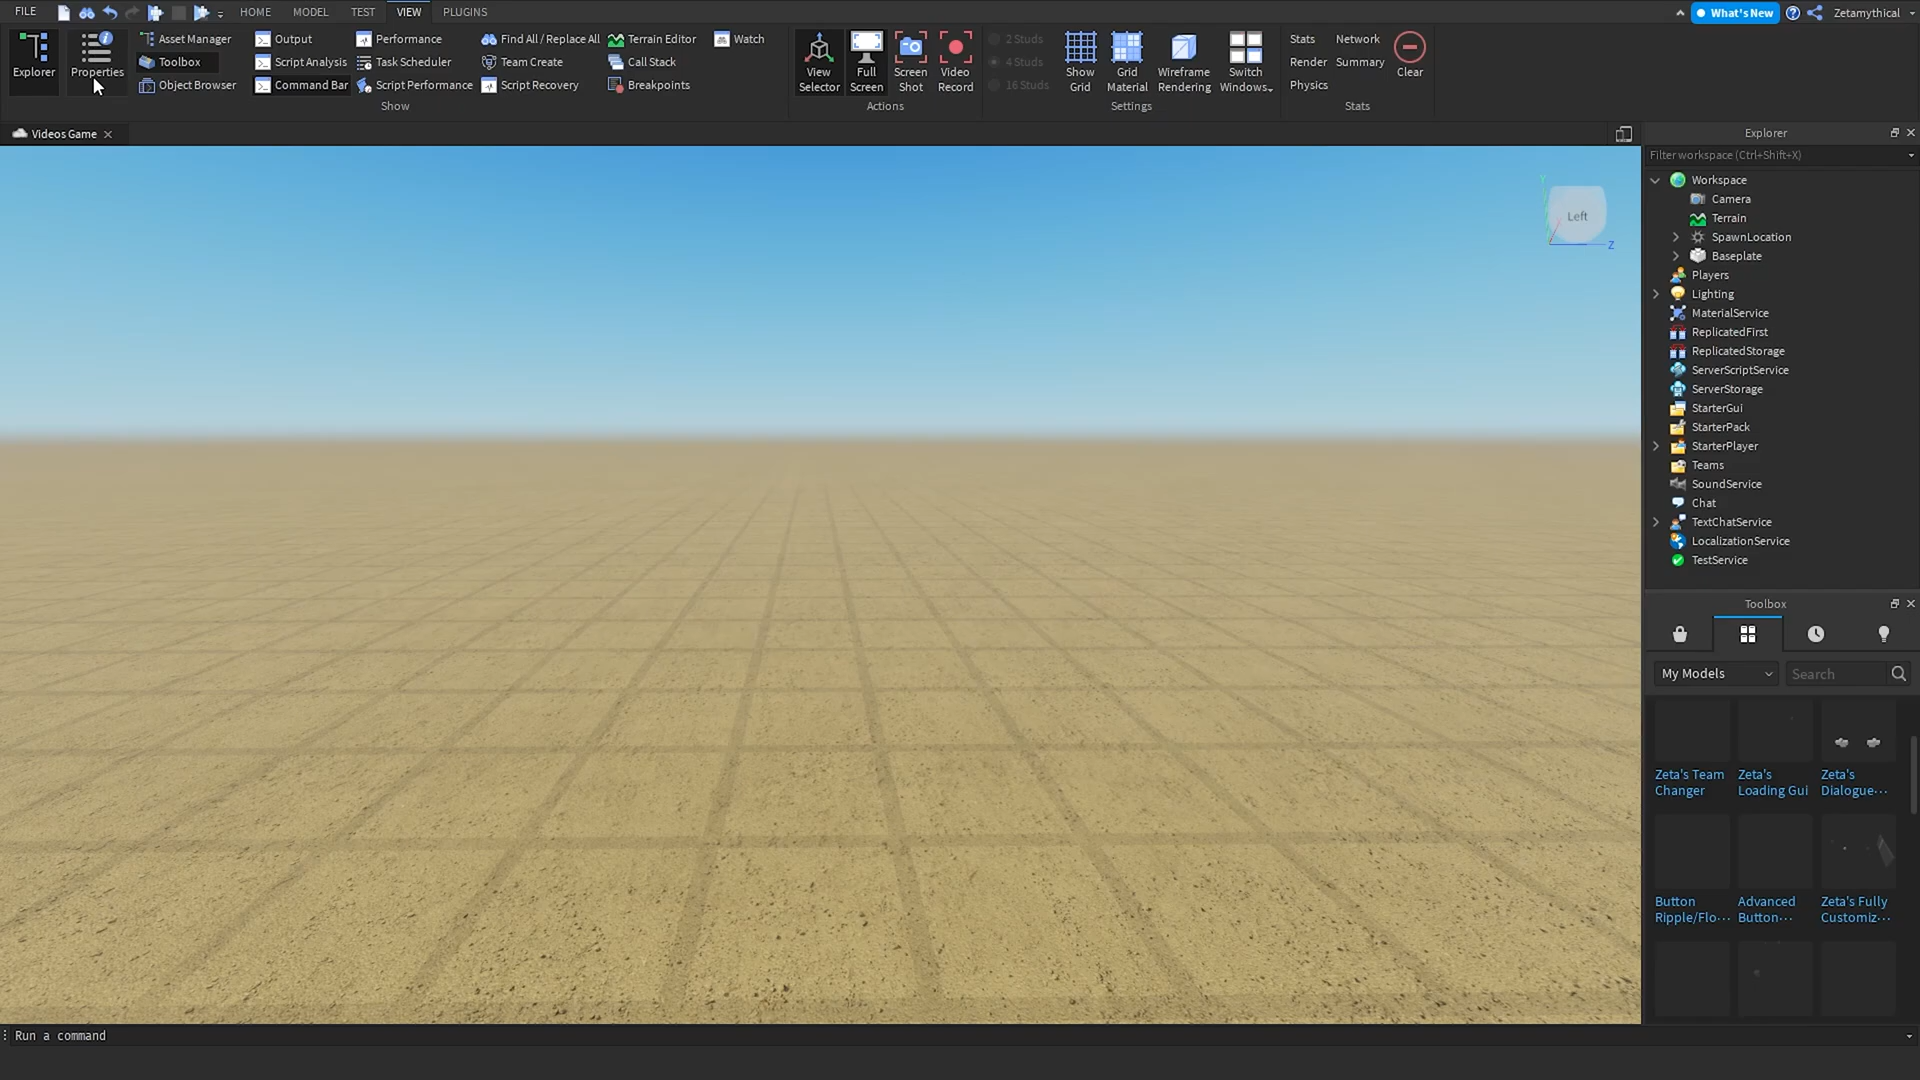 FILE
HOME
MODEL
TEST
VIEW
PLUGINS
What's New
Zetamythical
Explorer
Properties
Asset Manager
Toolbox
Object Browser
Output
Script Analysis
Command Bar
Performance
Task Scheduler
Script Performance
Find All / Replace All
Team Create
Script Recovery
Terrain Editor
Call Stack
Breakpoints
Watch
Show
View
Selector
Full
Screen
Screen
Shot
Video
Record
Actions
2 Studs
4 Studs
16 Studs
Show
Grid
Grid
Material
Wireframe
Rendering
Switch
Windows
Settings
Stats
Render
Physics
Network
Summary
Clear
Stats
Videos Game
Left
Y
Z
Explorer
Filter workspace (Ctrl+Shift+X)
Workspace
Camera
Terrain
SpawnLocation
Baseplate
Players
Lighting
MaterialService
ReplicatedFirst
ReplicatedStorage
ServerScriptService
ServerStorage
StarterGui
StarterPack
StarterPlayer
Teams
SoundService
Chat
TextChatService
LocalizationService
TestService
Toolbox
My Models
Search
Zeta's Team
Changer
Zeta's
Loading Gui
Zeta's
Dialogue...
Button
Ripple/Flo...
Advanced
Button...
Zeta's Fully
Customiz...
Run a command